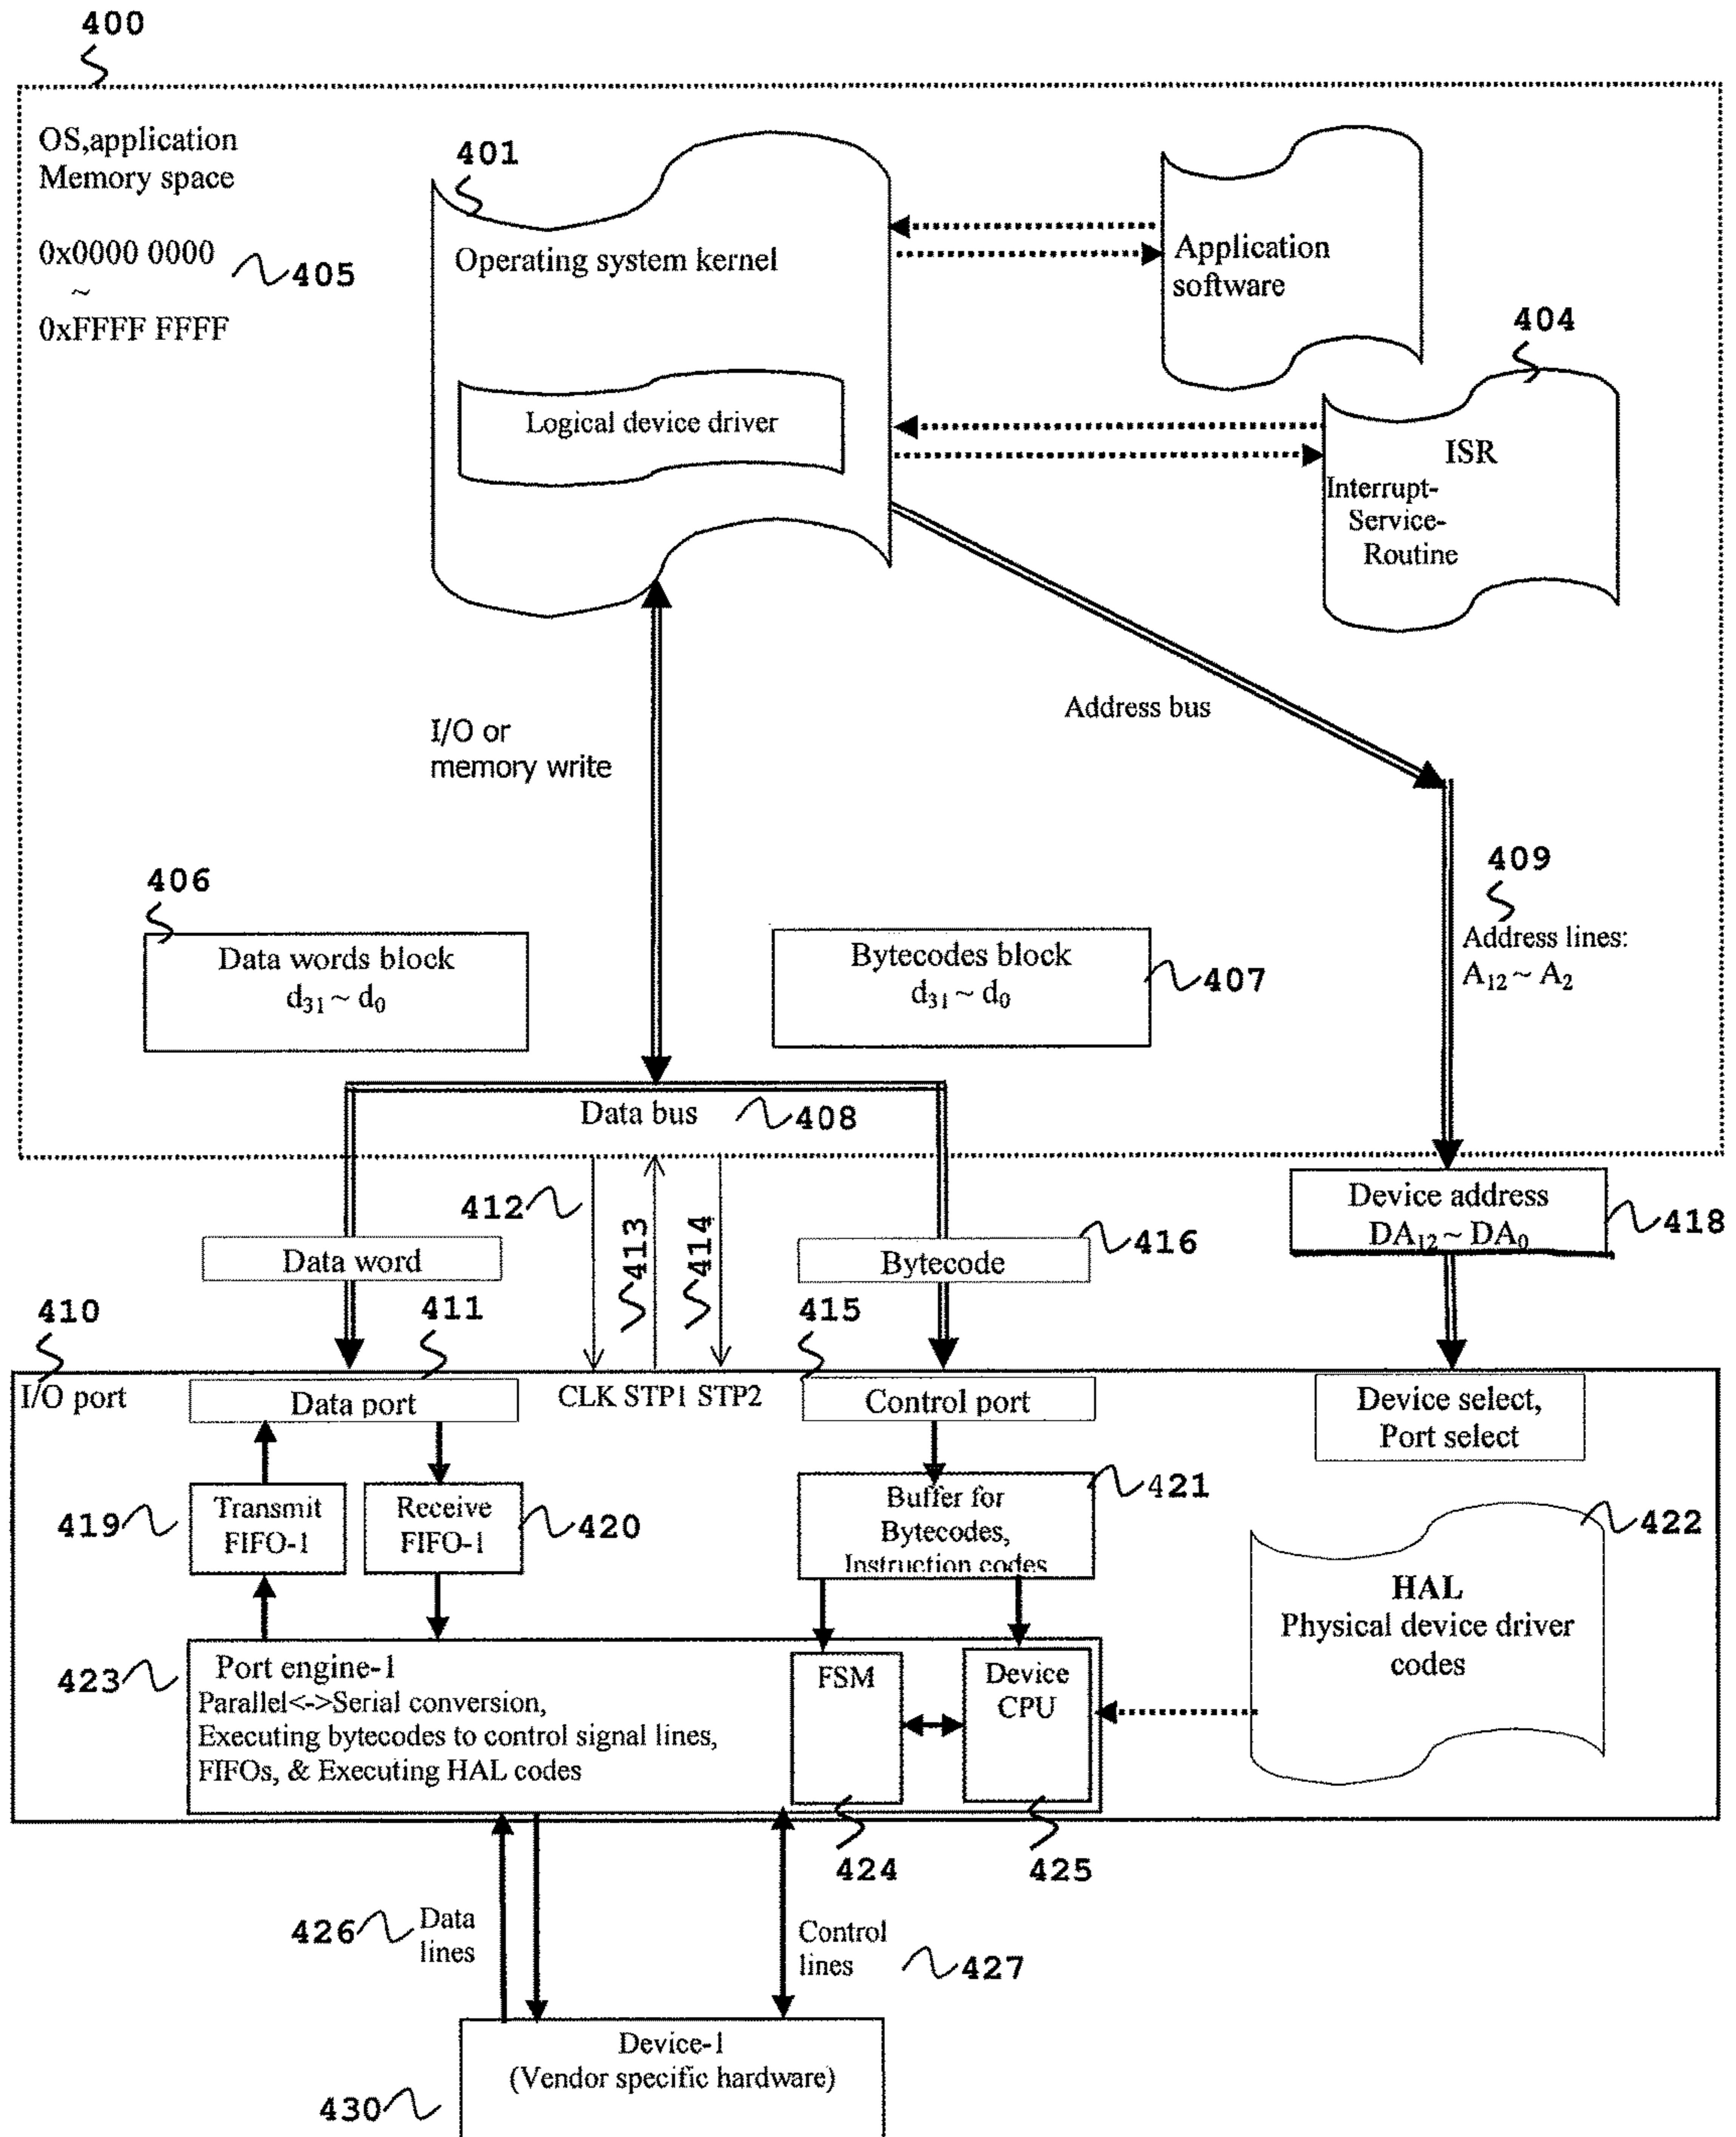 400
OS,application
Memory space
0x0000 0000
~
0xFFFF FFFF
405
401
Operating system kernel
Logical device driver
Application
software
404
ISR
Interrupt-
Service-
Routine
I/O or
memory write
Address bus
406
Data words block
d31 ~ d0
Bytecodes block
d31 ~ d0
407
409
Address lines:
A12 ~ A2
Data bus
408
412
413
414
Data word
Bytecode
416
Device address
DA12 ~ DA0
418
410
411
415
I/O port
Data port
CLK STP1 STP2
Control port
Device select,
Port select
419
Transmit
FIFO-1
Receive
FIFO-1
420
Buffer for
Bytecodes,
Instruction codes
421
422
HAL
Physical device driver
codes
423
Port engine-1
Parallel<->Serial conversion,
Executing bytecodes to control signal lines,
FIFOs, & Executing HAL codes
FSM
Device
CPU
424
425
426
Data
lines
Control
lines
427
Device-1
(Vendor specific hardware)
430